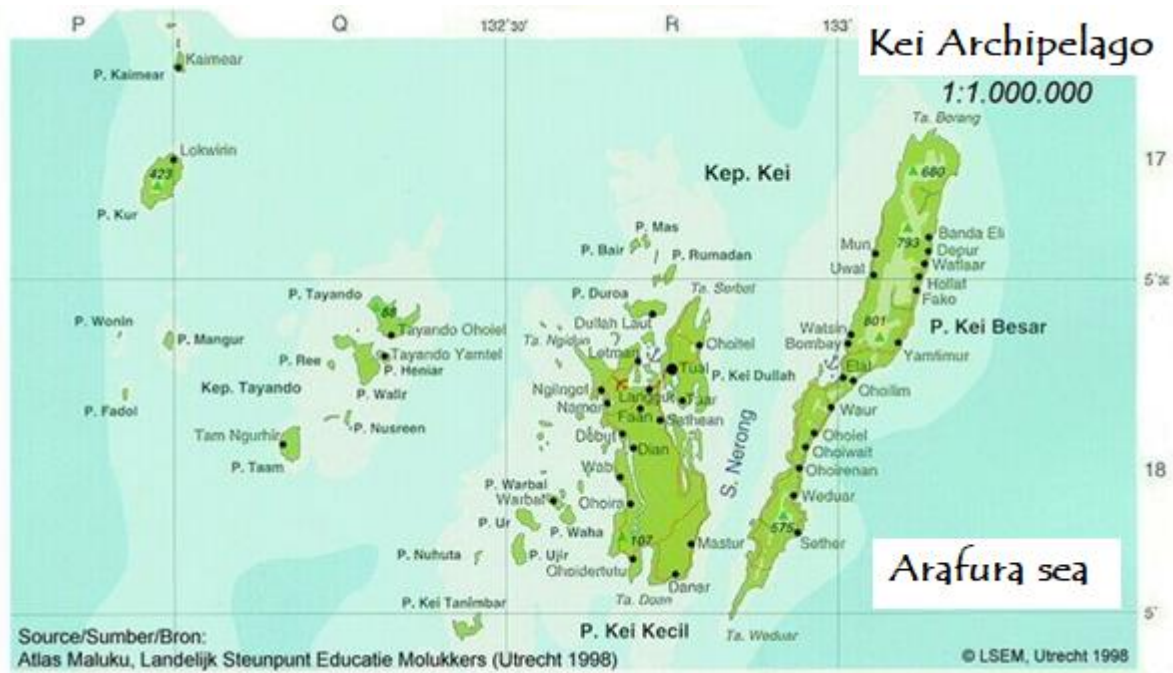 P
Q
132°30'
R
133°
Kei Archipelago
1:1.000.000
Kaimear
P. Kaimear
Ta. Borang
Lokwirin
17
423
680
Kep. Kei
P. Kur
P. Mas
Banda Eli
P. Bair
793
Mun
Depur
P. Rumadan
Watlaar
Uwat
Hollat
5°30'
P. Tayando
P. Duroa
Ta. Serbet
Fako
88
Dullah Laut
801
P. Kei Besar
P. Wonin
Tayando Ohoiel
Watsin
P. Mangur
Ta. Ngidun
Ohoitel
Bombay
Yamtimur
Tayando Yamtel
Letman
P. Ree
P. Heniar
Tual
P. Kei Dullah
Elat
Kep. Tayando
Ohoilim
P. Wallr
Ngilngof
Langgur
Taar
P. Fadol
Namor
Faan
Waur
P. Nusreen
Sathean
Tam Ngurhir
Debut
S. Nerong
Ohoiel
Dian
Ohoiwait
P. Taam
Wab
Ohoirenan
18
P. Warbal
Warbal
Ohoira
Weduar
P. Ur
P. Waha
575
107
Sether
P. Nuhuta
P. Ujir
Mastur
Ohoidertutu
Arafura sea
Danar
P. Kei Tanimbar
Ta. Doan
5°
P. Kei Kecil
Ta. Weduar
Source/Sumber/Bron:
Atlas Maluku, Landelijk Steunpunt Educatie Molukkers (Utrecht 1998)
© LSEM, Utrecht 1998